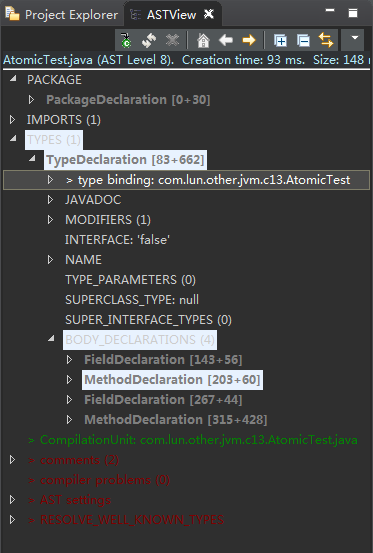 Project Explorer ASTView
AtomicTest.java (AST Level 8). Creation time: 93 ms. Size: 148
PACKAGE
PackageDeclaration [0+30]
IMPORTS (1)
TYPES (1)
TypeDeclaration [83+662]
> type binding: com.lun.other.jvm.c13.AtomicTest
JAVADOC
MODIFIERS (1)
INTERFACE: 'false'
NAME
TYPE_PARAMETERS (0)
SUPERCLASS_TYPE: null
SUPER_INTERFACE_TYPES (0)
BODY_DECLARATIONS (4)
FieldDeclaration [143+56]
MethodDeclaration [203+60]
FieldDeclaration [267+44]
MethodDeclaration [315+428]
> CompilationUnit: com.lun.other.jvm.c13.AtomicTest.java
> comments (2)
> compiler problems (0)
> AST settings
> RESOLVE_WELL_KNOWN_TYPES